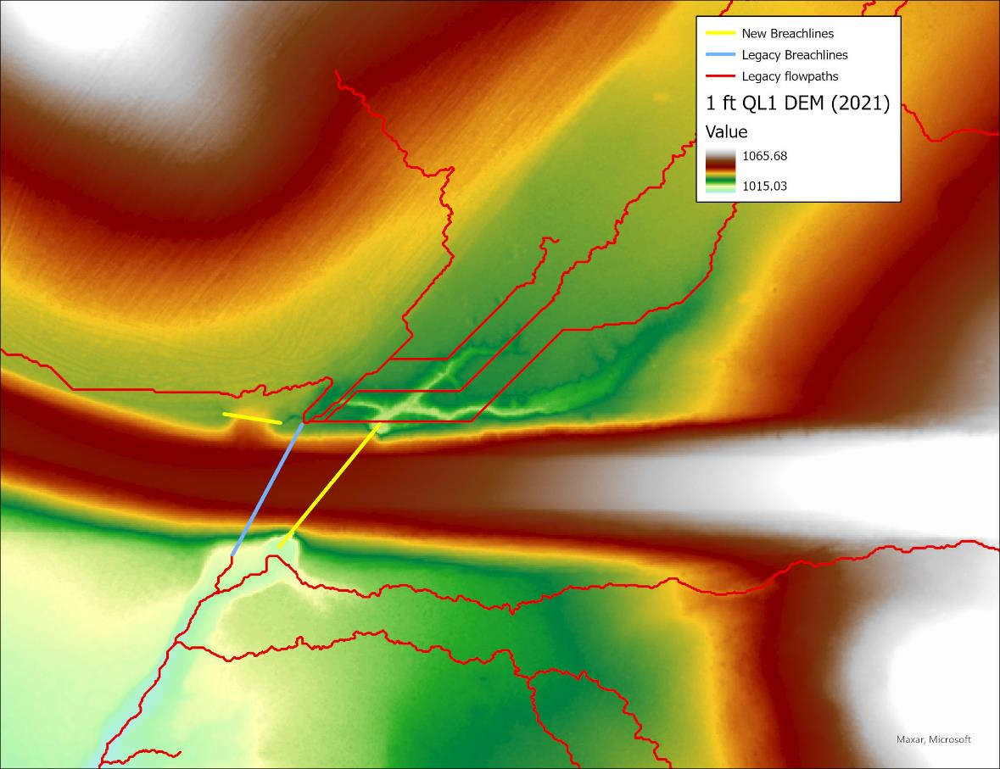 New Breachlines
Legacy Breachlines
Legacy flowpaths
1 ft QL1 DEM (2021)
Value
1065.68
1015.03
Maxar, Microsoft